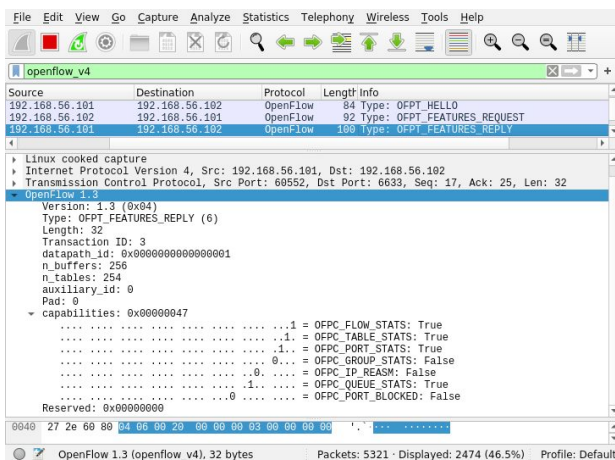 File Edit View Go Capture Analyze Statistics Telephony Wireless Tools Help
openflow_v4
Source Destination Protocol Length Info
192.168.56.101 192.168.56.102 OpenFlow 84 Type: OFPT_HELLO
192.168.56.102 192.168.56.101 OpenFlow 92 Type: OFPT_FEATURES_REQUEST
192.168.56.101 192.168.56.102 OpenFlow 100 Type: OFPT_FEATURES_REPLY
Linux cooked capture
Internet Protocol Version 4, Src: 192.168.56.101, Dst: 192.168.56.102
Transmission Control Protocol, Src Port: 60552, Dst Port: 6633, Seq: 17, Ack: 25, Len: 32
OpenFlow 1.3
Version: 1.3 (0x04)
Type: OFPT_FEATURES_REPLY (6)
Length: 32
Transaction ID: 3
datapath_id: 0x0000000000000001
n_buffers: 256
n_tables: 254
auxiliary_id: 0
Pad: 0
capabilities: 0x00000047
.... .... .... .... .... .... .... ...1 = OFPC_FLOW_STATS: True
.... .... .... .... .... .... .... ..1. = OFPC_TABLE_STATS: True
.... .... .... .... .... .... .... .1.. = OFPC_PORT_STATS: True
.... .... .... .... .... .... .... 0... = OFPC_GROUP_STATS: False
.... .... .... .... .... .... ..0. .... = OFPC_IP_REASM: False
.... .... .... .... .... .... .1.. .... = OFPC_QUEUE_STATS: True
.... .... .... .... .... ...0 .... .... = OFPC_PORT_BLOCKED: False
Reserved: 0x00000000
0040 27 2e 60 80 04 06 00 20 00 00 00 03 00 00 00 00 '.`.... ........
OpenFlow 1.3 (openflow_v4), 32 bytes Packets: 5321 · Displayed: 2474 (46.5%) Profile: Default